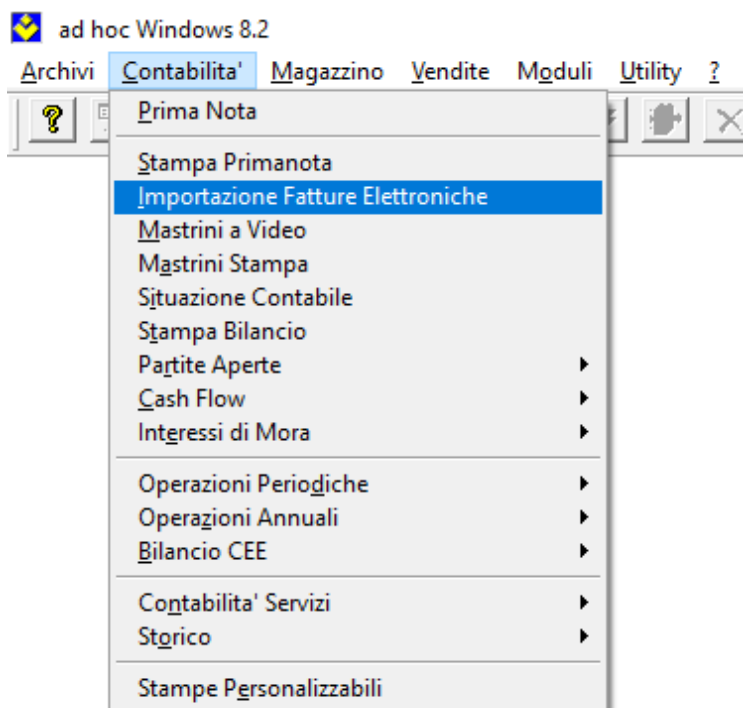 ad hoc Windows 8.2
Archivi Contabilita' Magazzino Vendite Moduli Utility ?
Prima Nota
Stampa Primanota
Importazione Fatture Elettroniche
Mastrini a Video
Mastrini Stampa
Situazione Contabile
Stampa Bilancio
Partite Aperte
Cash Flow
Interessi di Mora
Operazioni Periodiche
Operazioni Annuali
Bilancio CEE
Contabilita' Servizi
Storico
Stampe Personalizzabili